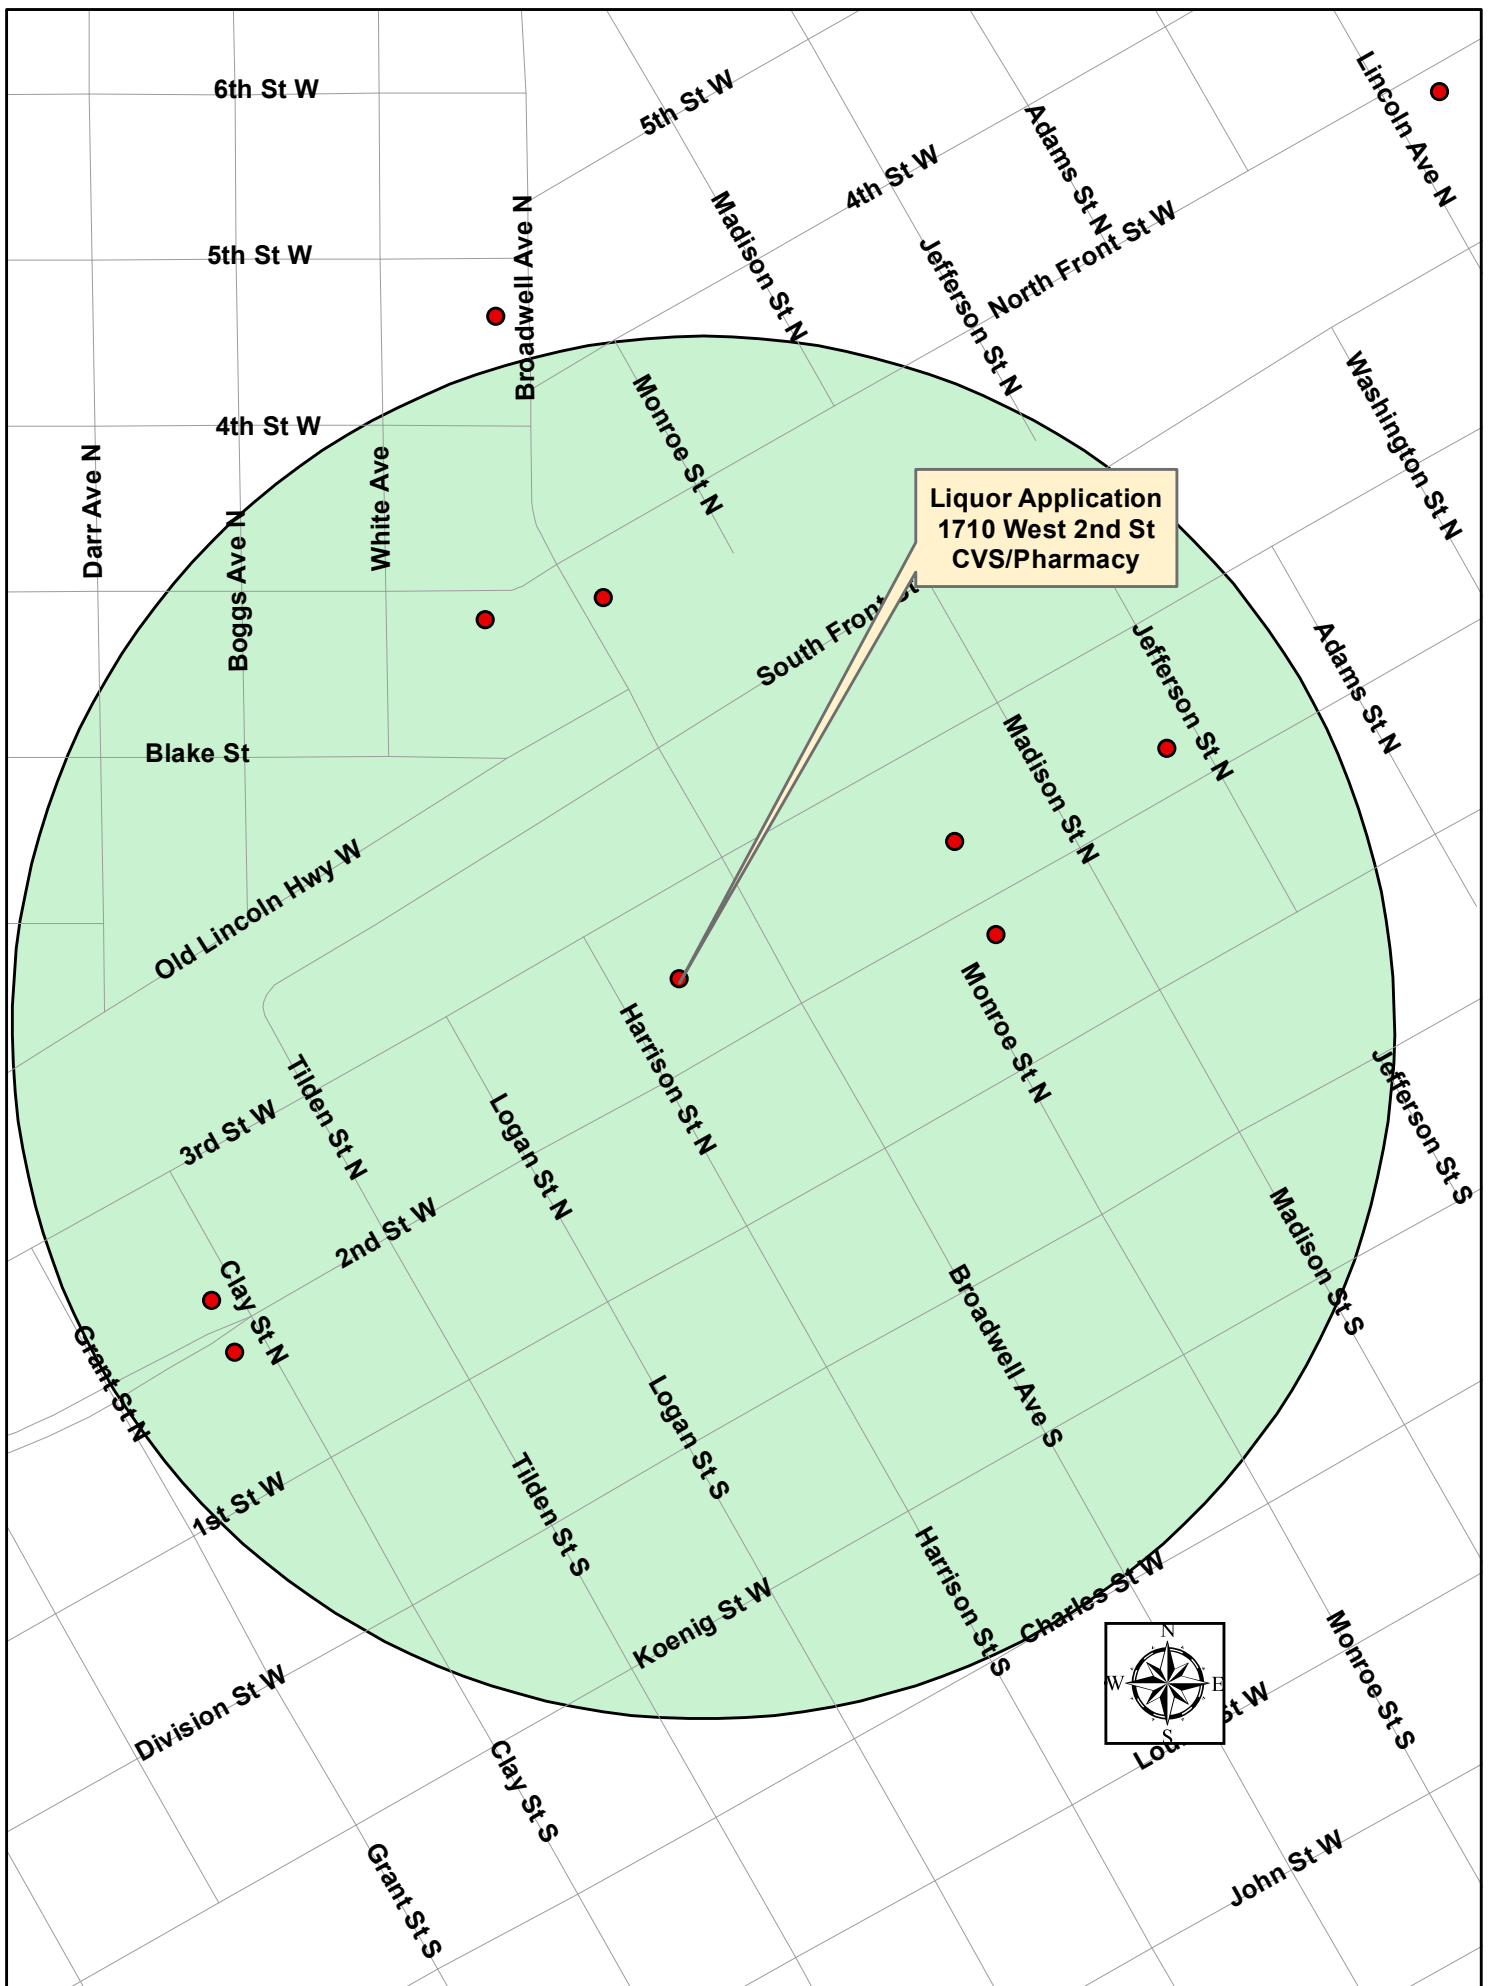 6th St W
5th St W
Lincoln Ave N
Adams St N
4th St W
Madison St N
Broadwell Ave N
5th St W
North Front St W
Jefferson St N
Washington St N
Monroe St N
4th St W
Darr Ave N
White Ave
Boggs Ave N
Liquor Application
1710 West 2nd St
CVS/Pharmacy
South Front St
Jefferson St N
Adams St N
Madison St N
Blake St
Old Lincoln Hwy W
Monroe St N
Harrison St N
Tilden St N
3rd St W
Logan St N
Jefferson St S
2nd St W
Madison St S
Clay St N
Broadwell Ave S
Grant St N
Logan St S
1st St W
Tilden St S
Harrison St S
Charles St W
Koenig St W
Monroe St S
N
W
E
S
St W
Division St W
Clay St S
John St W
Grant St S